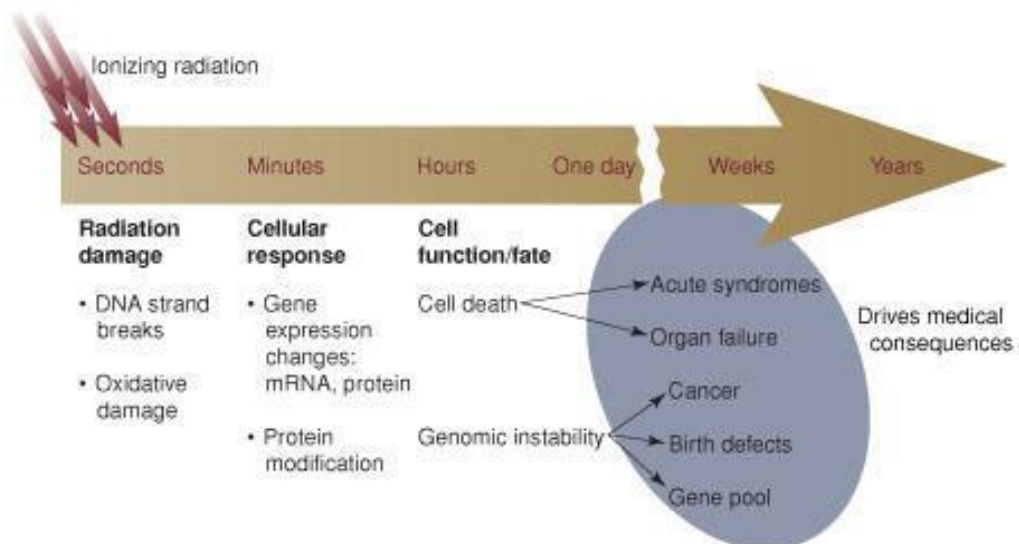 Ionizing radiation
Seconds Minutes Hours One day Weeks Years
Radiation
damage
• DNA strand
breaks
• Oxidative
damage
Cellular
response
• Gene
expression
changes:
mRNA, protein
• Protein
modification
Cell
function/fate
Cell death
Genomic instability
Acute syndromes
Organ failure
Cancer
Birth defects
Gene pool
Drives medical
consequences